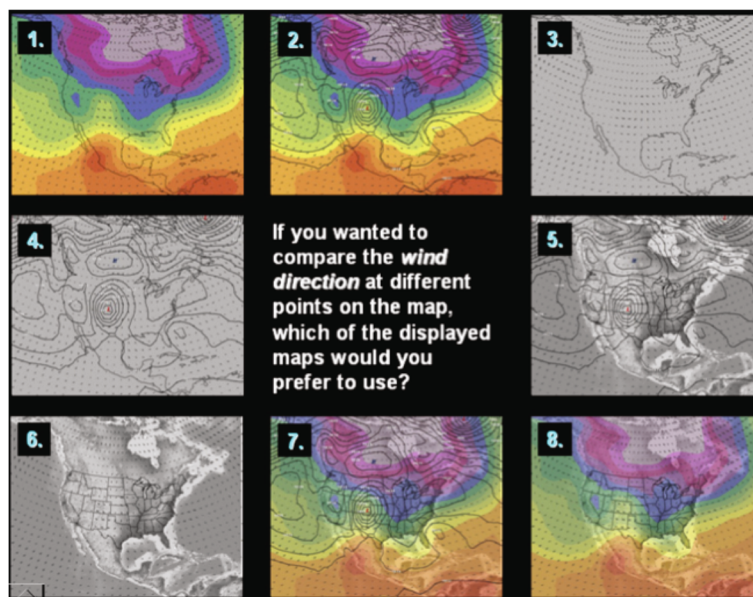 1.
2.
3.
4.
If you wanted to
compare the wind
direction at different
points on the map,
which of the displayed
maps would you
prefer to use?
5.
6.
7.
8.